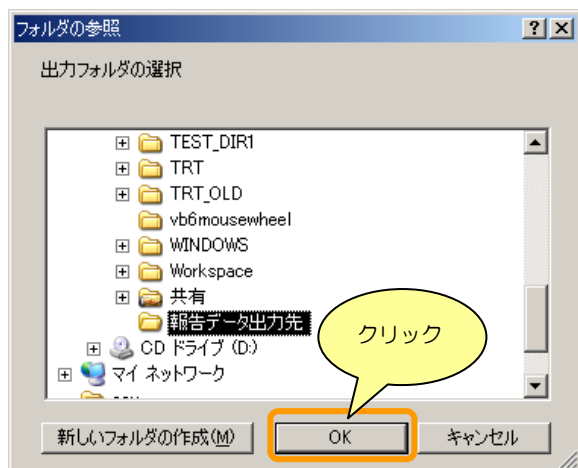 フォルダの参照
出力フォルダの選択
TEST_DIR1
TRT
TRT_OLD
vb6mousewheel
WINDOWS
Workspace
共有
報告データ出力先
CD ドライブ (D:)
マイ ネットワーク
クリック
新しいフォルダの作成(M)
OK
キャンセル